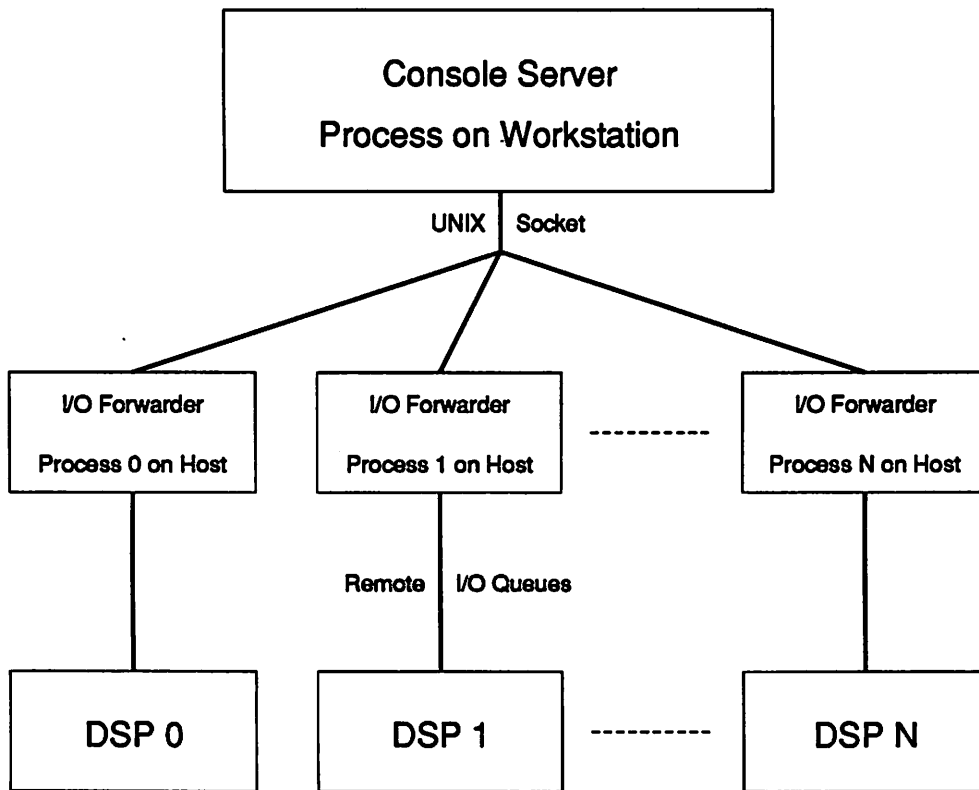 Console Server
Process on Workstation
UNIX Socket
I/O Forwarder
Process 0 on Host
I/O Forwarder
Process 1 on Host
I/O Forwarder
Process N on Host
Remote I/O Queues
DSP 0
DSP 1
DSP N